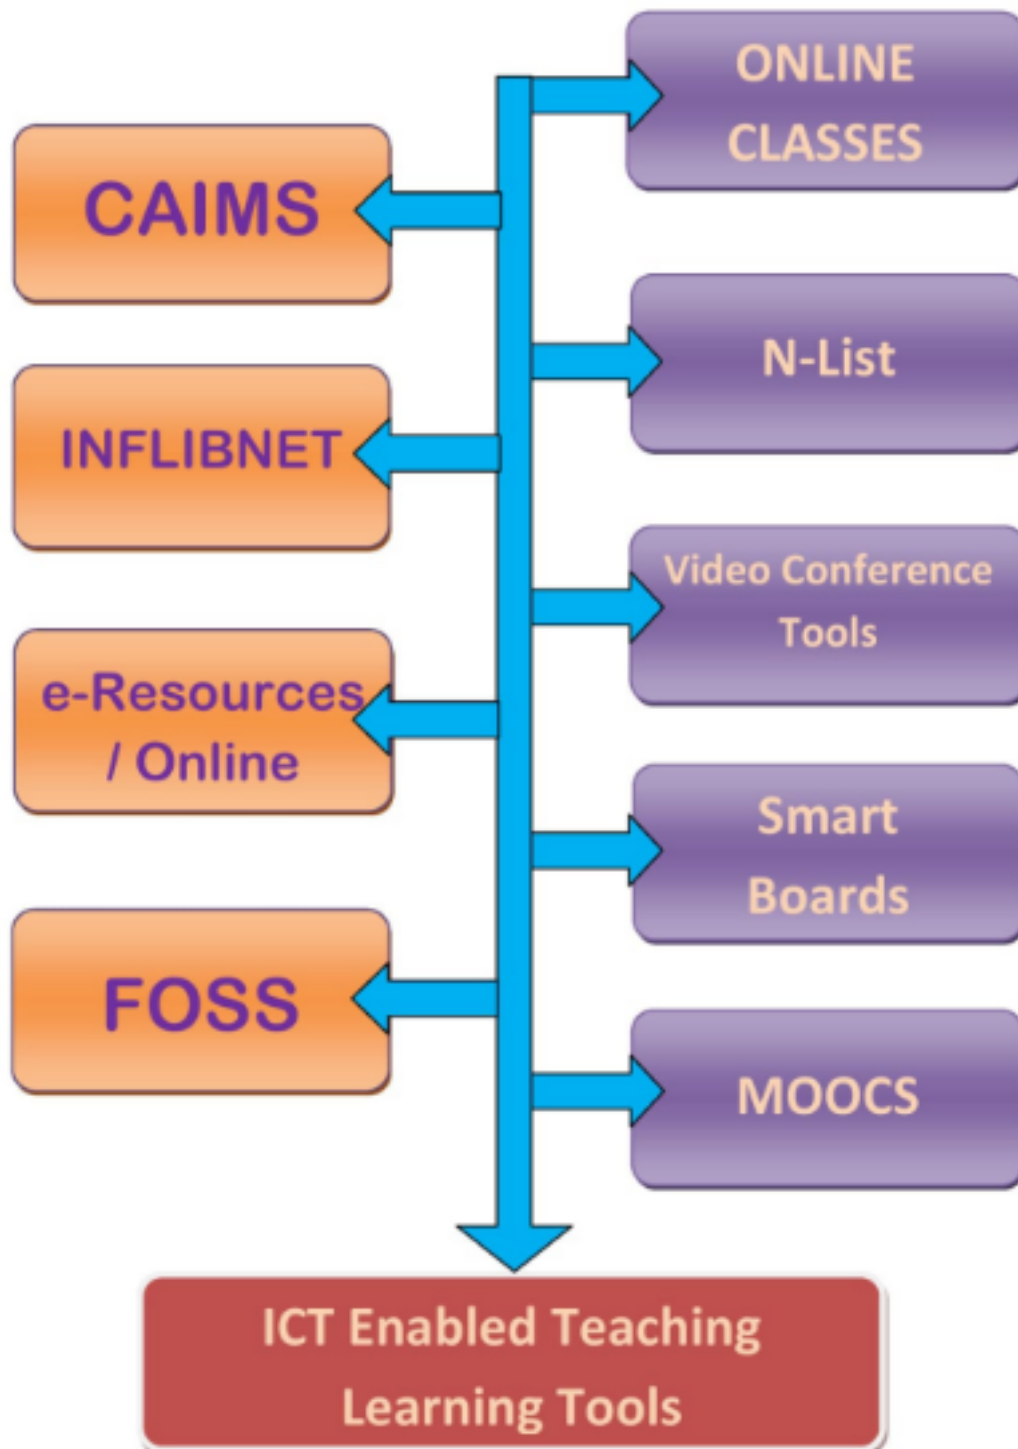 ONLINE
CLASSES
CAIMS
N-List
INFLIBNET
Video Conference
Tools
e-Resources
/ Online
Smart
Boards
FOSS
MOOCS
ICT Enabled Teaching
Learning Tools